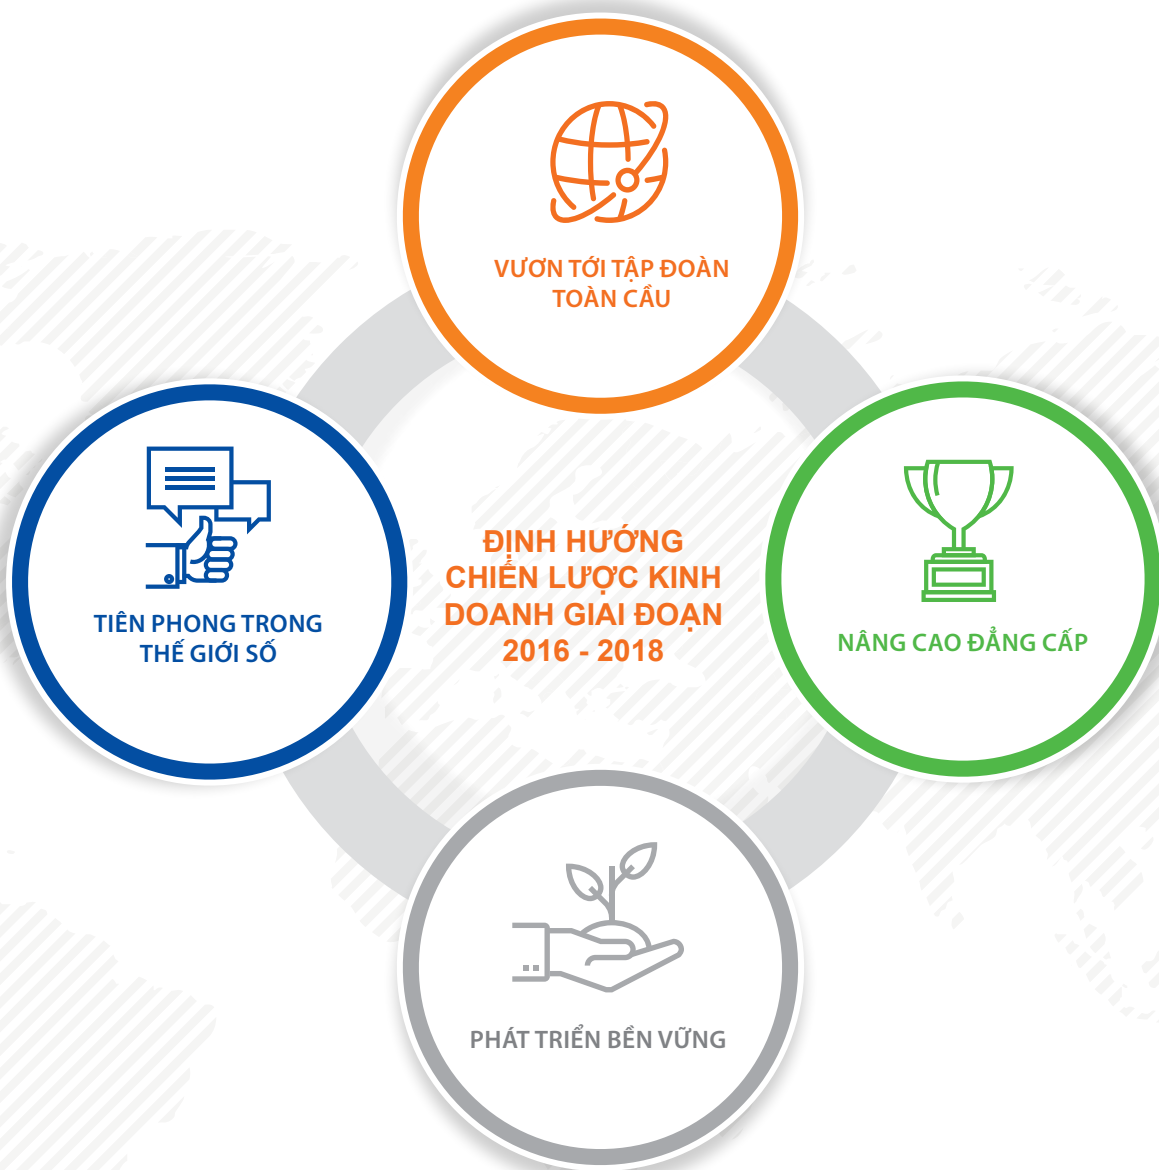 VƯƠN TỚI TẬP ĐOÀN
TOÀN CẦU
TIÊN PHONG TRONG
THẾ GIỚI SỐ
ĐỊNH HƯỚNG
CHIẾN LƯỢC KINH
DOANH GIAI ĐOẠN
2016 - 2018
NÂNG CAO ĐẲNG CẤP
PHÁT TRIỂN BỀN VỮNG